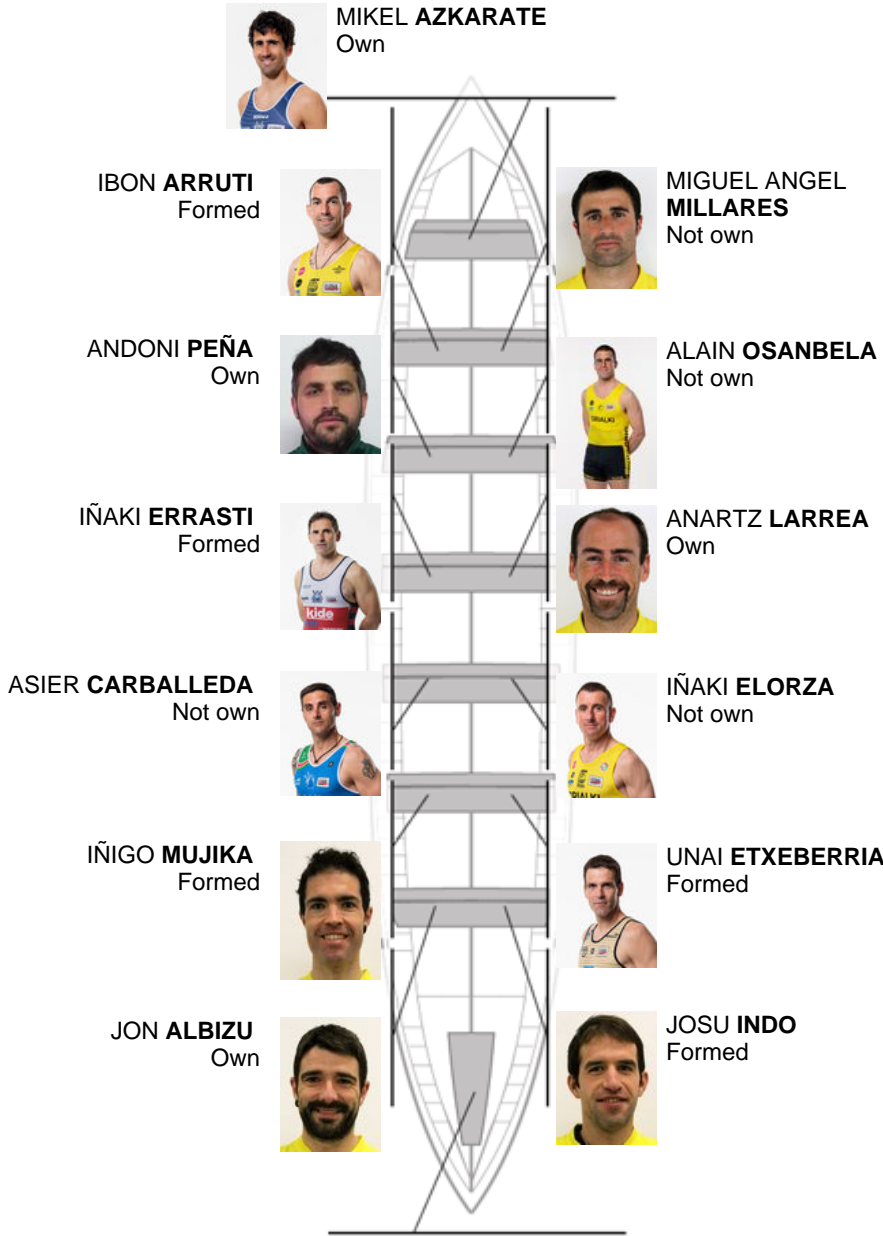 MIKEL AZKARATE
Own
IBON ARRUTI
Formed
MIGUEL ANGEL
MILLARES
Not own
ANDONI PEÑA
Own
ALAIN OSANBELA
Not own
IÑAKI ERRASTI
Formed
kide
ANARTZ LARREA
Own
ASIER CARBALLEDA
Not own
IÑAKI ELORZA
Not own
IÑIGO MUJIKA
Formed
UNAI ETXEBERRIA
Formed
JON ALBIZU
Own
JOSU INDO
Formed